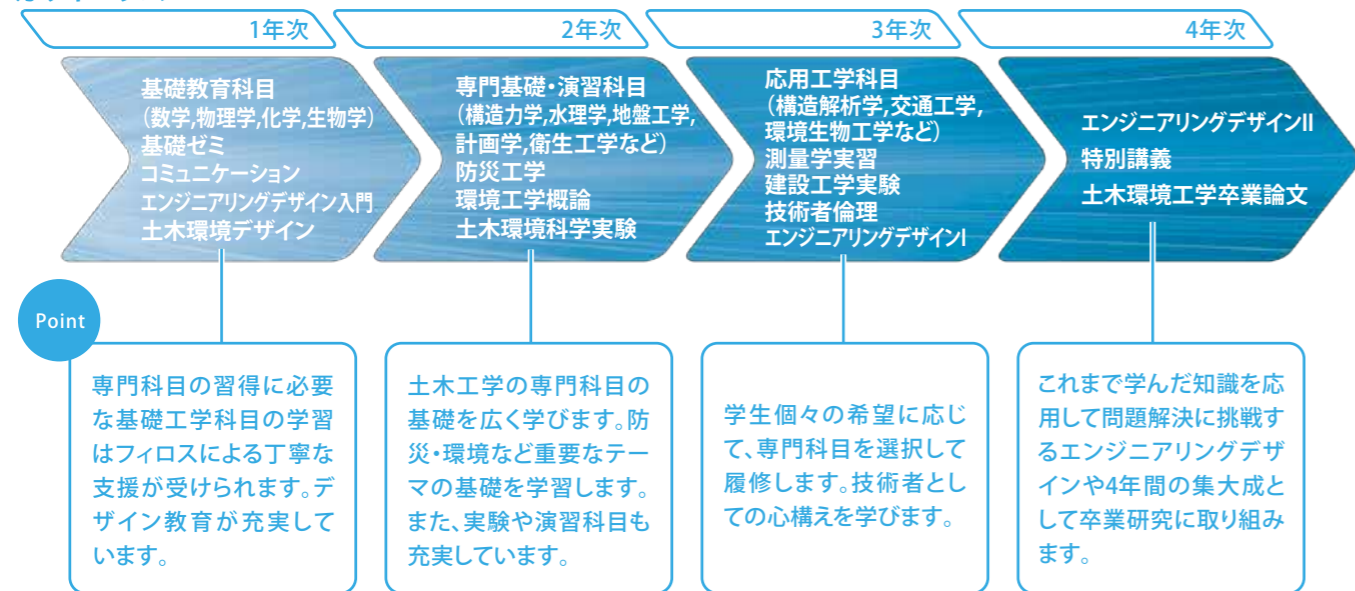 1年次
2年次
3年次
4年次
基礎教育科目
（数学,物理学,化学,生物学）
基礎ゼミ
コミュニケーション
エンジニアリングデザイン入門
土木環境デザイン
専門基礎・演習科目
（構造力学,水理学,地盤工学,
計画学,衛生工学など）
防災工学
環境工学概論
土木環境科学実験
応用工学科目
（構造解析学,交通工学,
環境生物工学など）
測量学実習
建設工学実験
技術者倫理
エンジニアリングデザインI
エンジニアリングデザインII
特別講義
土木環境工学卒業論文
Point
専門科目の習得に必要
な基礎工学科目の学習
はフィロスによる丁寧な
支援が受けられます。デ
ザイン教育が充実して
います。
土木工学の専門科目の
基礎を広く学びます。防
災・環境など重要なテー
マの基礎を学習します。
また、実験や演習科目も
充実しています。
学生個々の希望に応じ
て、専門科目を選択して
履修します。技術者とし
ての心構えを学びます。
これまで学んだ知識を応
用して問題解決に挑戦す
るエンジニアリングデザ
インや4年間の集大成と
して卒業研究に取り組み
ます。